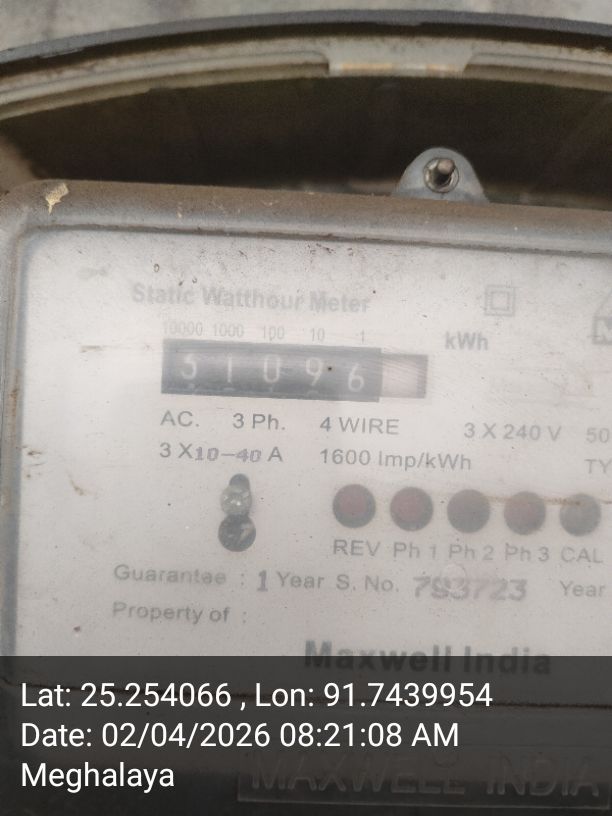 Static Watthour Meter
10000 1000 100 10 1
kWh
31096
AC. 3 Ph. 4 WIRE 3 X 240 V 50
3 X 10-40 A 1600 Imp/kWh TY
REV Ph 1 Ph 2 Ph 3 CAL
Guarantee : 1 Year S. No. 793723 Year
Property of :
Maxwell India
Lat: 25.254066 , Lon: 91.7439954
Date: 02/04/2026 08:21:08 AM
Meghalaya
MAXWELL INDIA